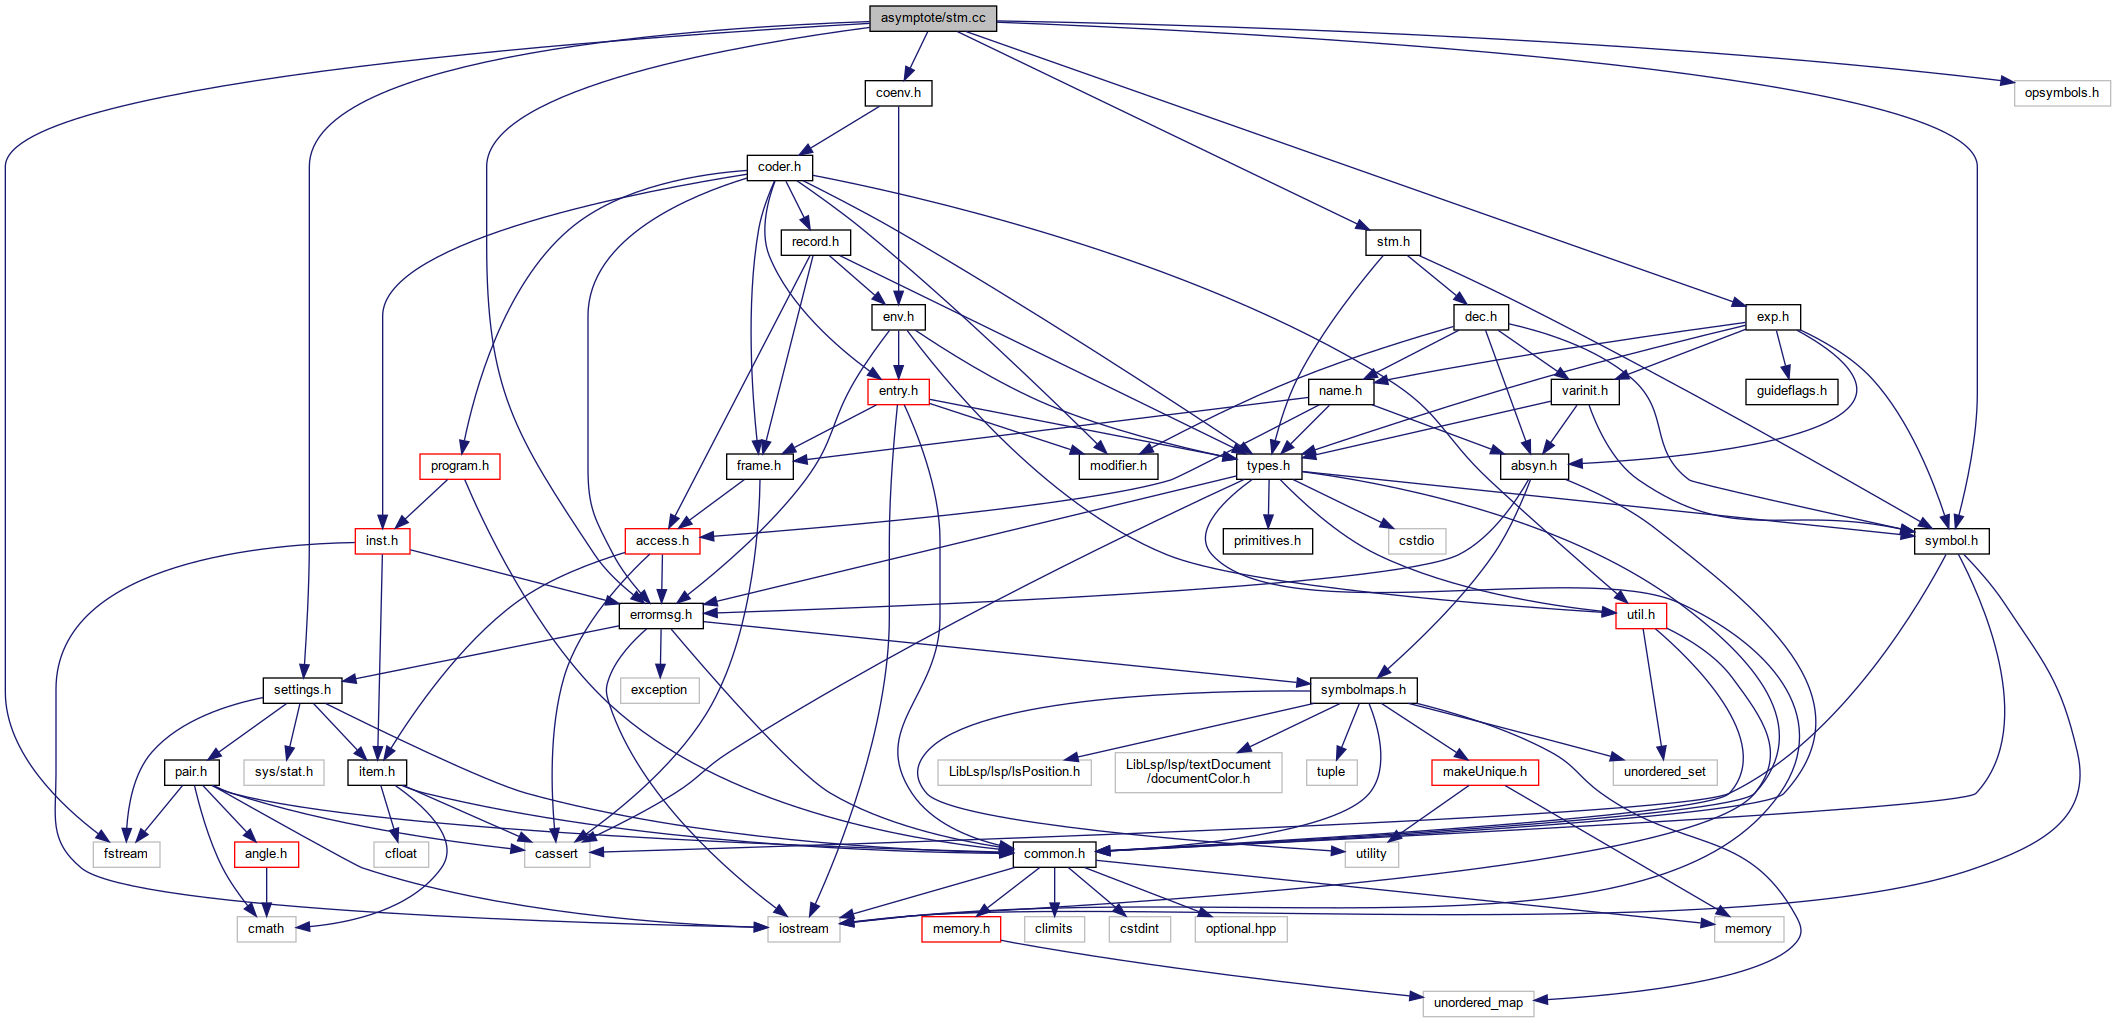 asymptote/stm.cc
coenv.h
opsymbols.h
coder.h
record.h
stm.h
env.h
dec.h
exp.h
entry.h
name.h
varinit.h
guideflags.h
program.h
frame.h
modifier.h
types.h
absyn.h
inst.h
access.h
primitives.h
cstdio
symbol.h
errormsg.h
util.h
settings.h
exception
symbolmaps.h
pair.h
sys/stat.h
item.h
LibLsp/lsp/lsPosition.h
LibLsp/lsp/textDocument
/documentColor.h
tuple
makeUnique.h
unordered_set
fstream
angle.h
cfloat
cassert
common.h
utility
cmath
iostream
memory.h
climits
cstdint
optional.hpp
memory
unordered_map